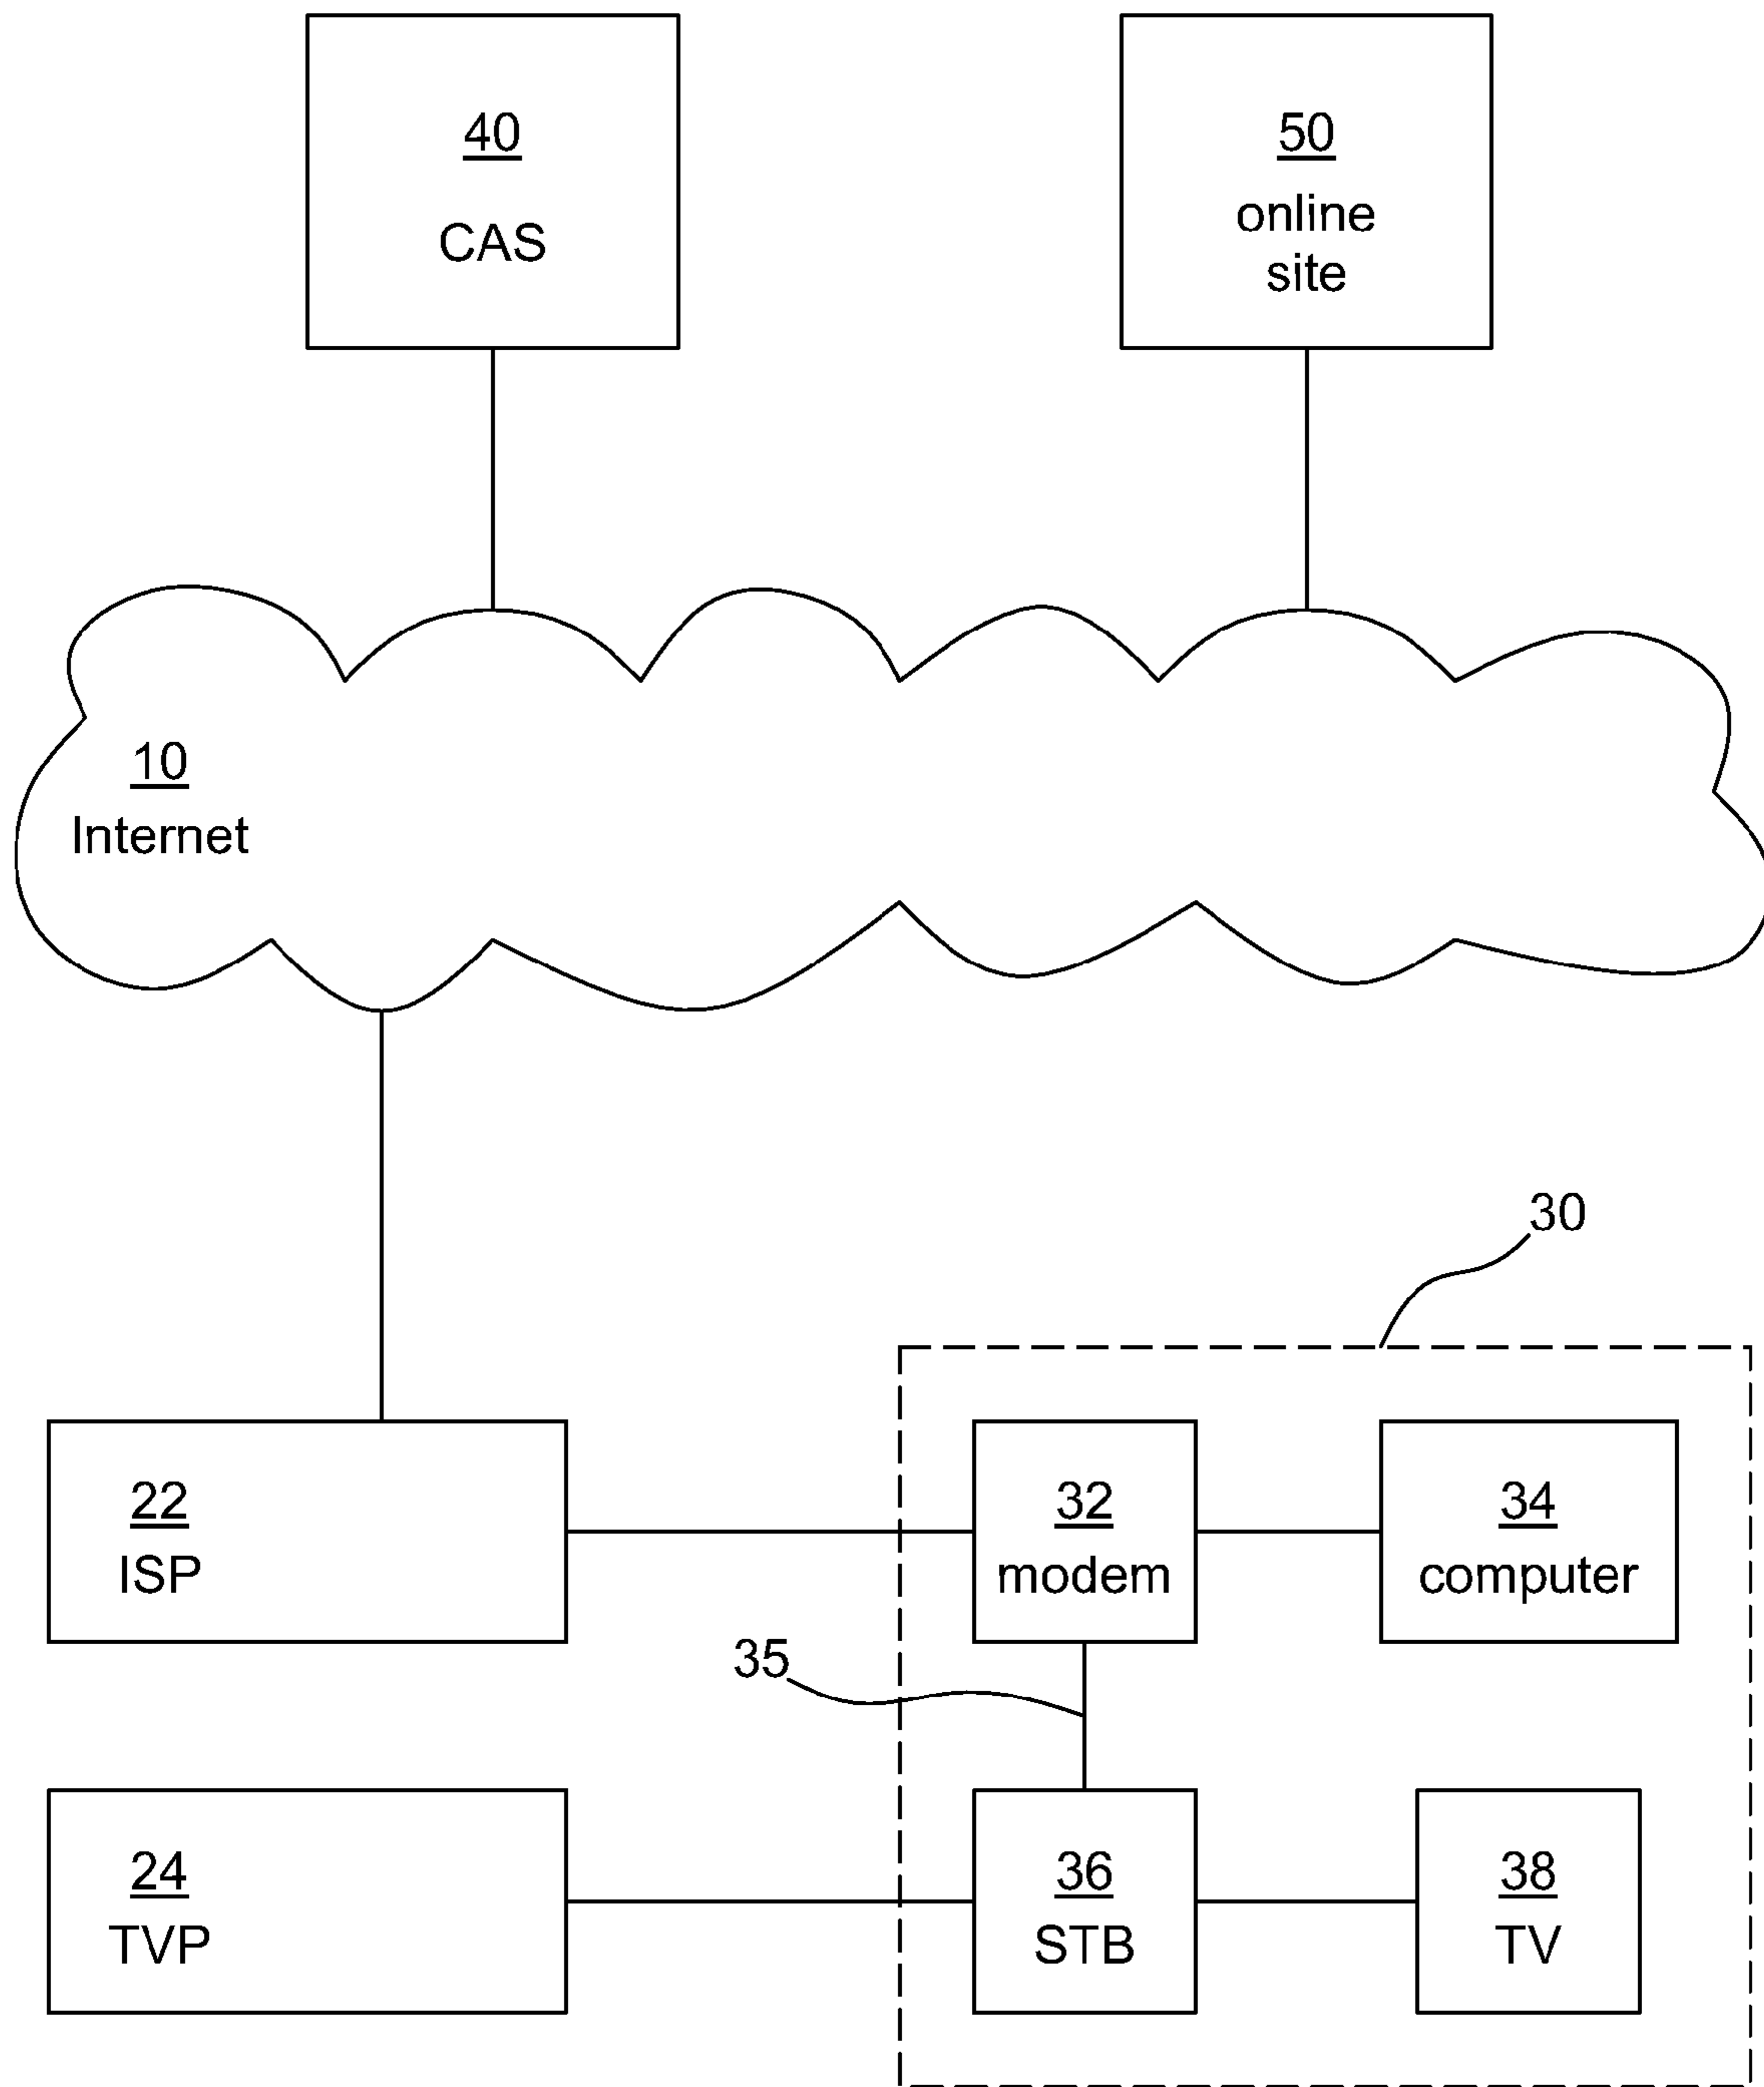 40
CAS
50
online
site
10
Internet
30
22
ISP
32
modem
34
computer
35
24
TVP
36
STB
38
TV